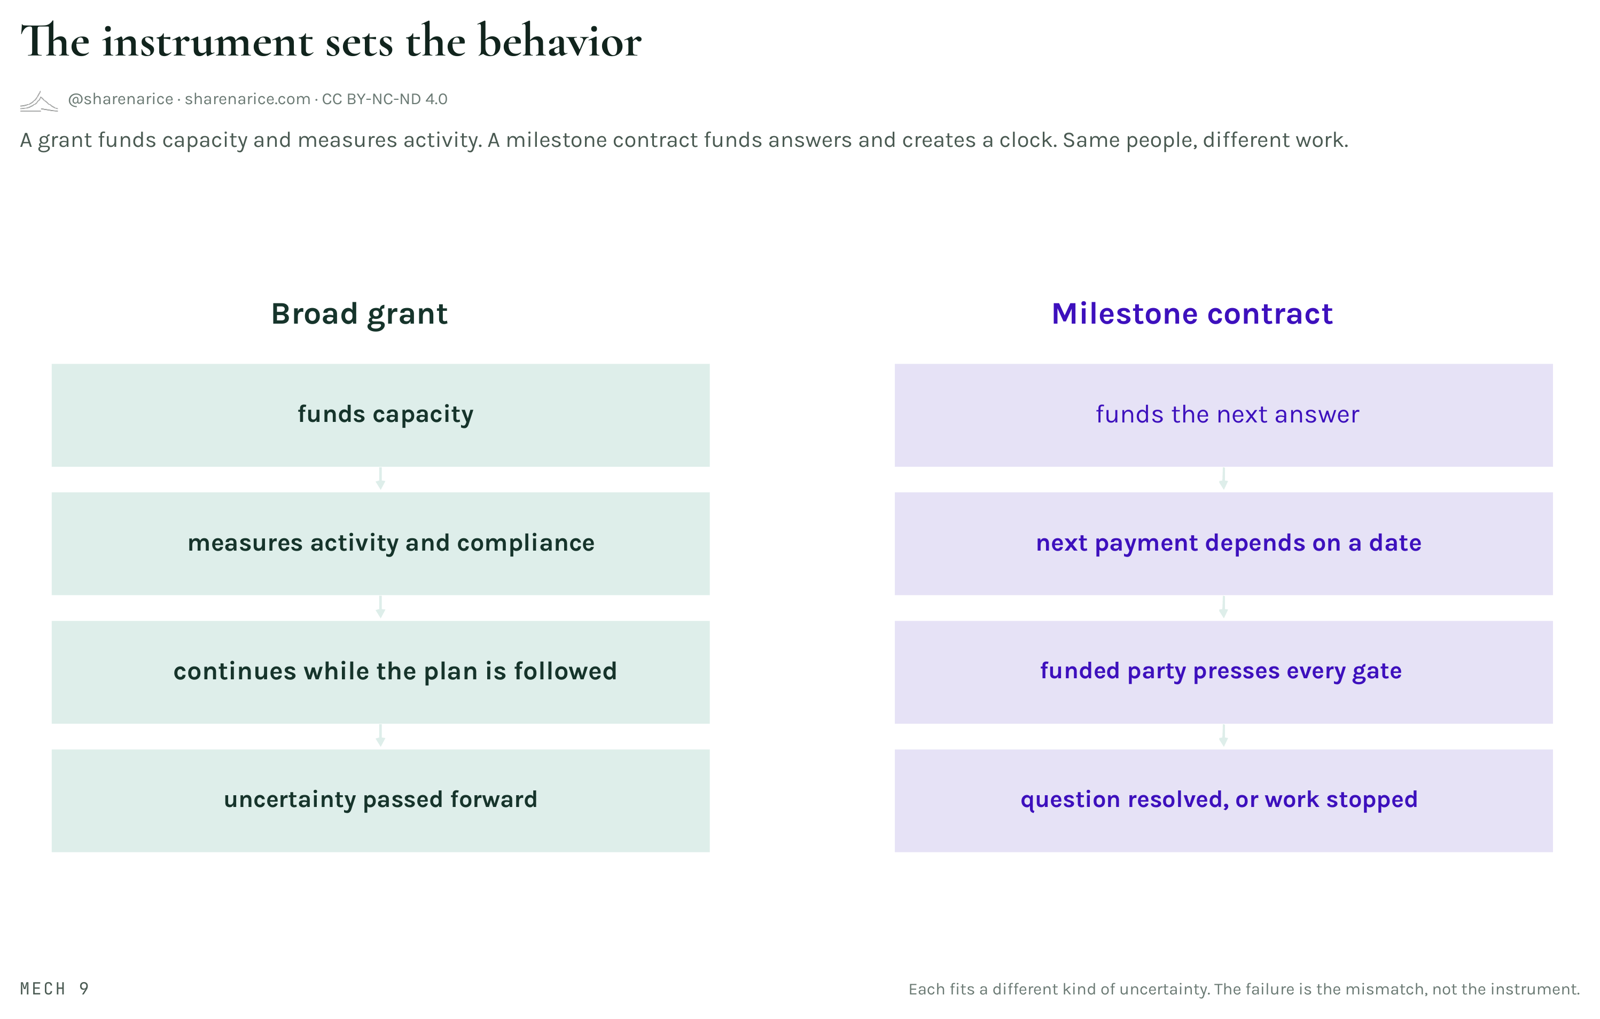 The instrument sets the behavior
@sharenarice · sharenarice.com · CC BY-NC-ND 4.0
A grant funds capacity and measures activity. A milestone contract funds answers and creates a clock. Same people, different work.
Broad grant
funds capacity
measures activity and compliance
continues while the plan is followed
uncertainty passed forward
Milestone contract
funds the next answer
next payment depends on a date
funded party presses every gate
question resolved, or work stopped
MECH 9
Each fits a different kind of uncertainty. The failure is the mismatch, not the instrument.